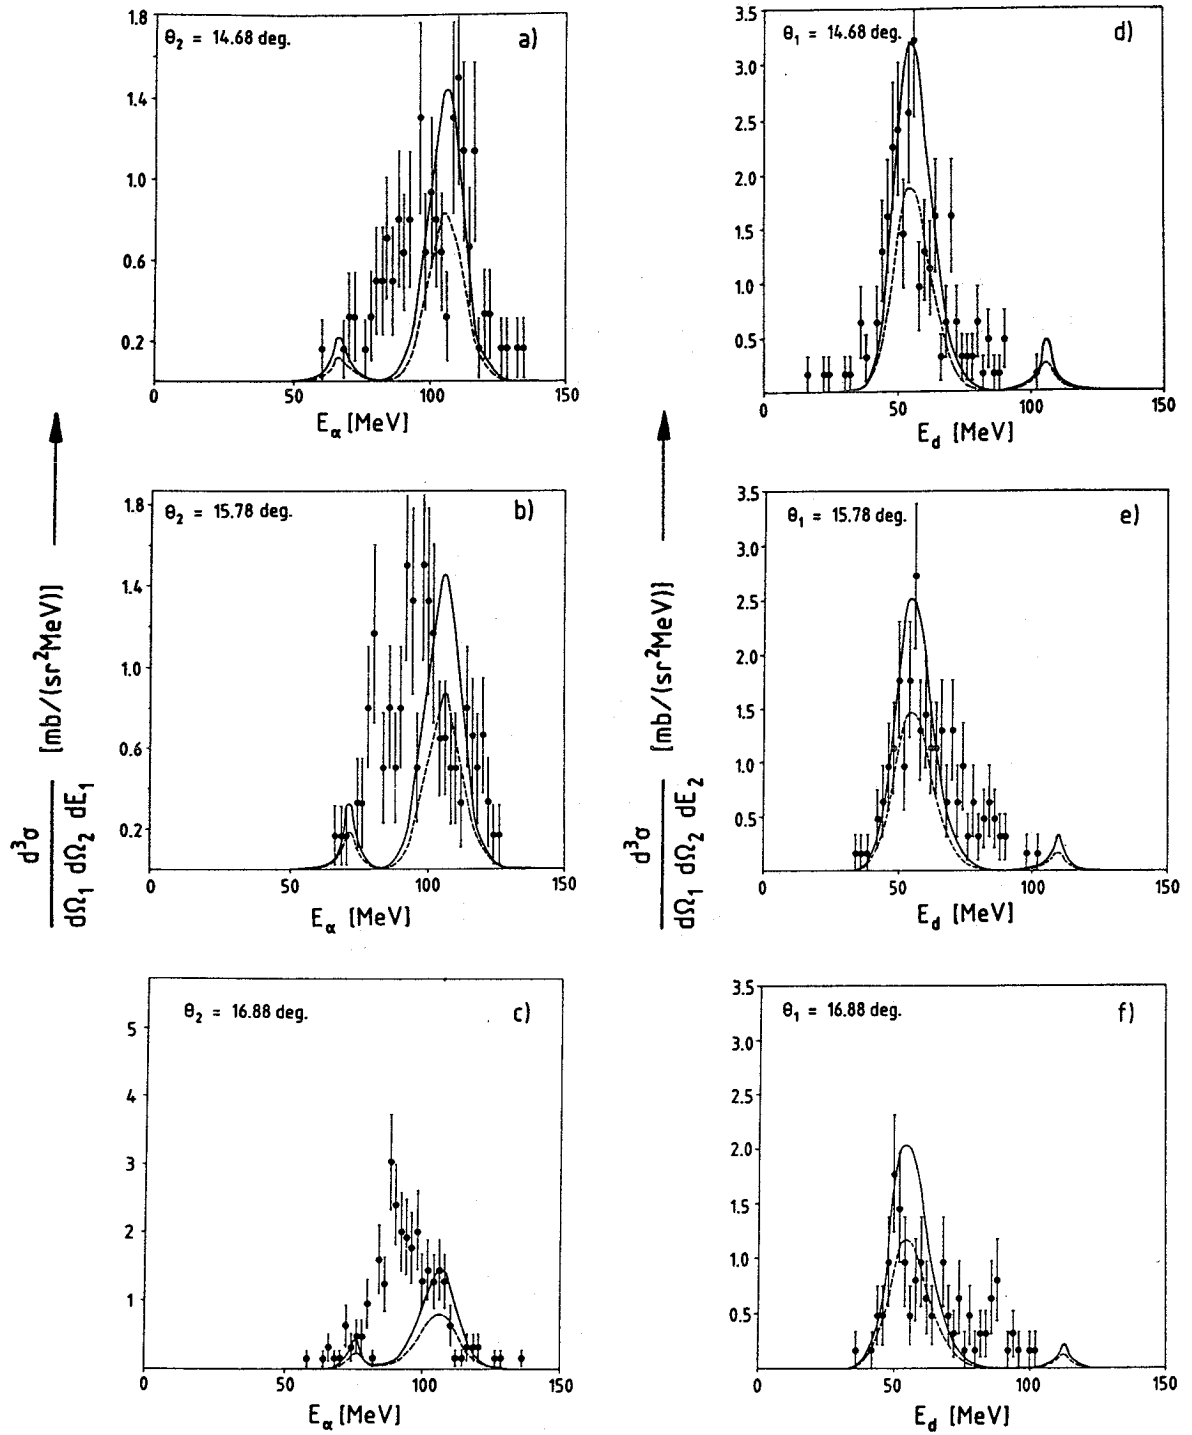 θ₂ = 14.68 deg.
a)
1.8
1.4
1.0
0.6
0.2
0
50
100
150
E_α [MeV]
θ₁ = 14.68 deg.
d)
3.5
3.0
2.5
2.0
1.5
1.0
0.5
0
50
100
150
E_d [MeV]
θ₂ = 15.78 deg.
b)
1.8
1.4
1.0
0.6
0.2
0
50
100
150
E_α [MeV]
θ₁ = 15.78 deg.
e)
3.5
3.0
2.5
2.0
1.5
1.0
0.5
0
50
100
150
E_d [MeV]
d³σ
dΩ₁ dΩ₂ dE₁
[mb/(sr²MeV)]
d³σ
dΩ₁ dΩ₂ dE₂
[mb/(sr²MeV)]
θ₂ = 16.88 deg.
c)
5
4
3
2
1
0
50
100
150
E_α [MeV]
θ₁ = 16.88 deg.
f)
3.5
3.0
2.5
2.0
1.5
1.0
0.5
0
50
100
150
E_d [MeV]